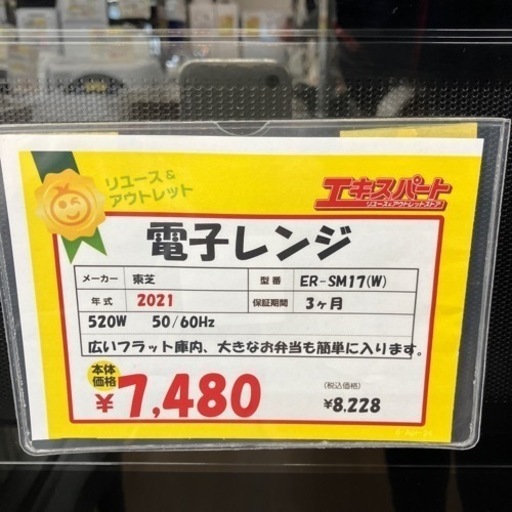 リユース&
アウトレット
エキスパート
リユース&アウトレットストア
電子レンジ
メーカー 東芝 型番 ER-SM17(W)
年式 2021 保証期間 3ヶ月
520W 50/60Hz
広いフラット庫内、大きなお弁当も簡単に入ります。
本体価格 ¥7,480
(税込価格)
¥8,228